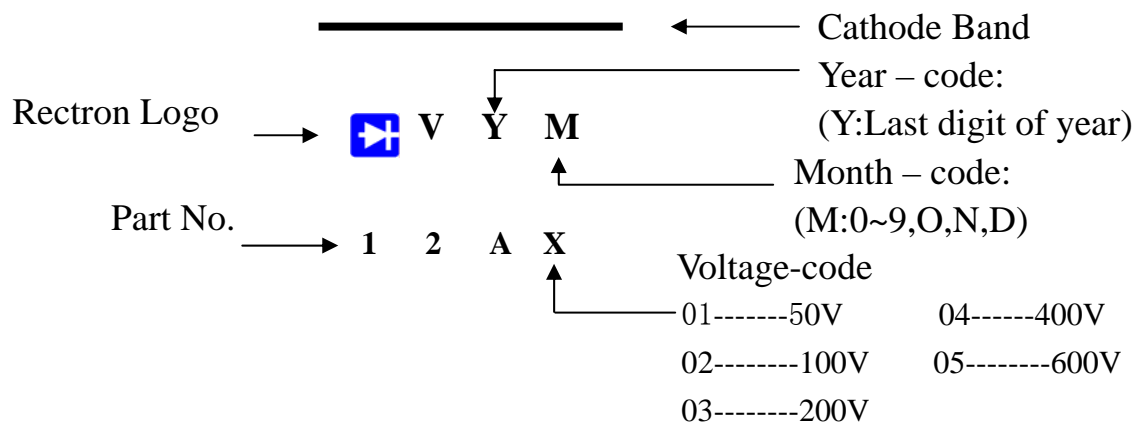 Cathode Band
Year – code:
(Y:Last digit of year)
Rectron Logo
V Y M
Month – code:
(M:0~9,O,N,D)
Part No.
1 2 A X
Voltage-code
01-------50V 04------400V
02--------100V 05--------600V
03--------200V